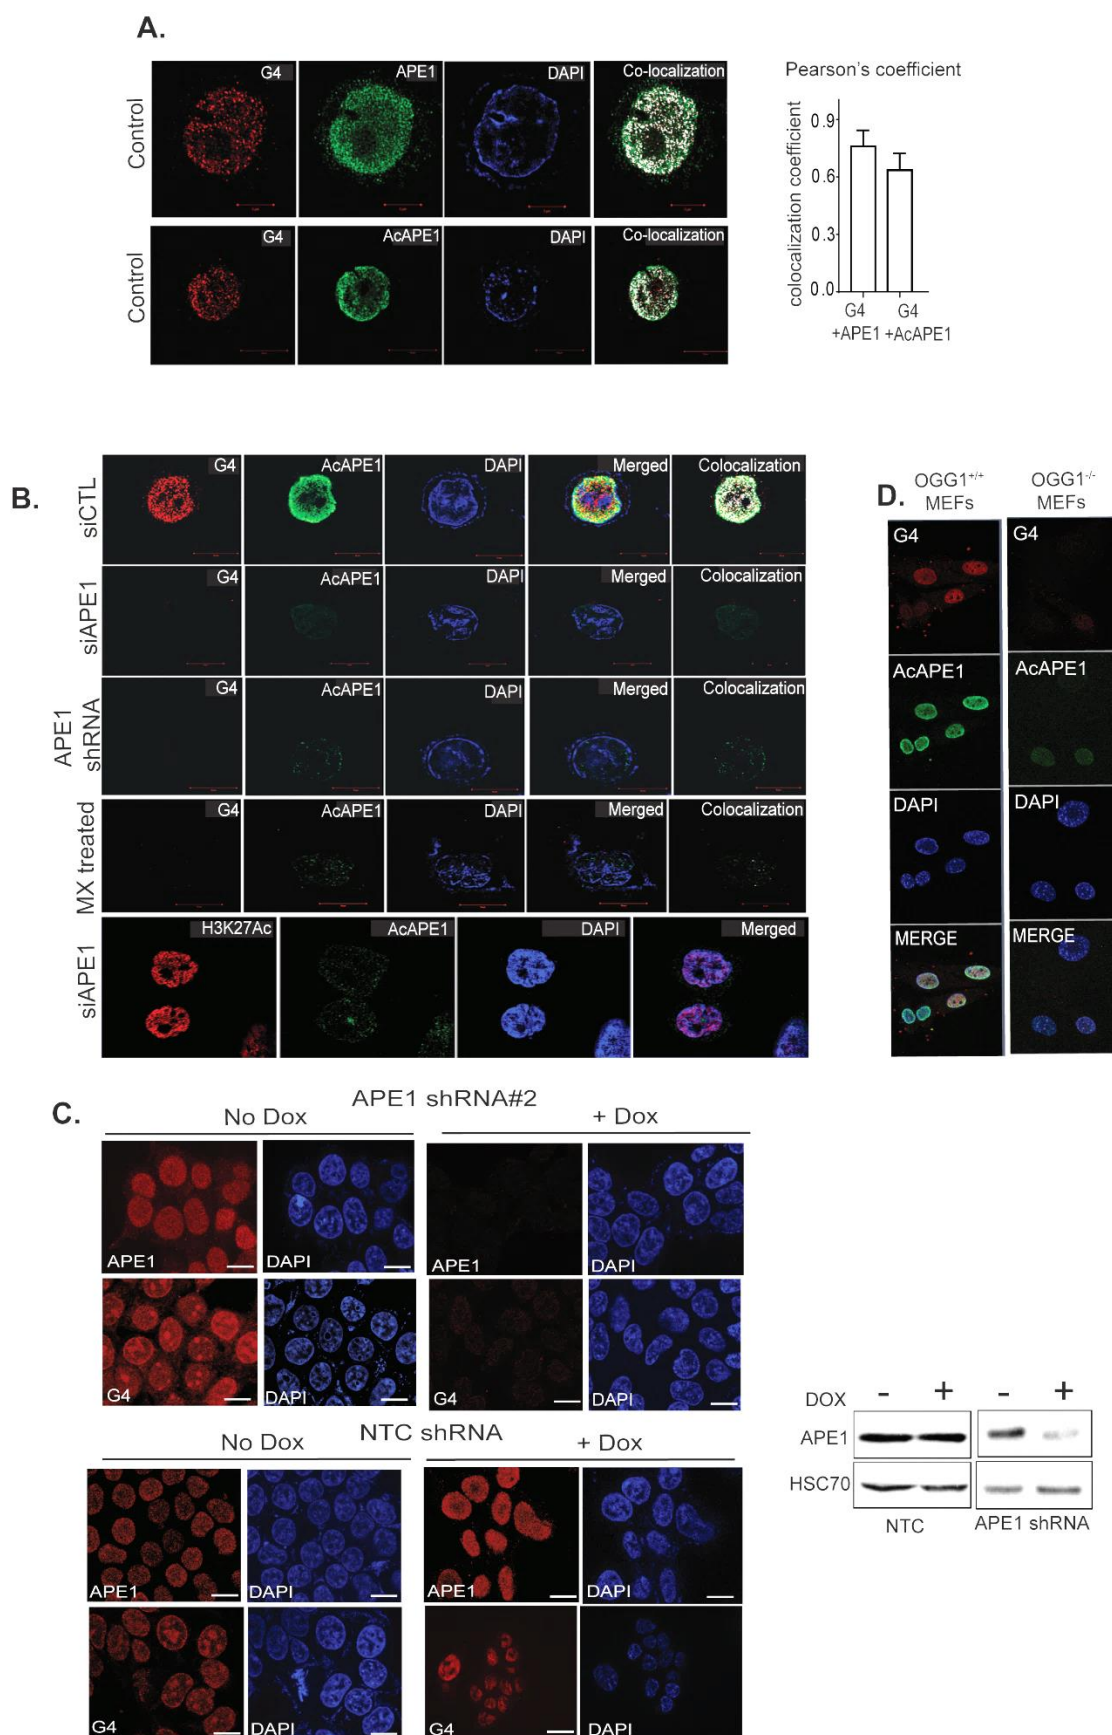 A.
Control
G4
APE1
DAPI
Co-localization
Control
G4
AcAPE1
DAPI
Co-localization
Pearson's coefficient
colocalization coefficient
0.9
0.6
0.3
0.0
G4 G4
+APE1 +AcAPE1
B.
siCTL
G4
AcAPE1
DAPI
Merged
Colocalization
siAPE1
G4
AcAPE1
DAPI
Merged
Colocalization
APE1
shRNA
G4
AcAPE1
DAPI
Merged
Colocalization
MX treated
G4
AcAPE1
DAPI
Merged
Colocalization
siAPE1
H3K27Ac
AcAPE1
DAPI
Merged
D.
OGG1+/+
MEFs
OGG1-/-
MEFs
G4
G4
AcAPE1
AcAPE1
DAPI
DAPI
MERGE
MERGE
C.
APE1 shRNA#2
No Dox
+ Dox
APE1
DAPI
APE1
DAPI
G4
DAPI
G4
DAPI
NTC shRNA
No Dox
+ Dox
APE1
DAPI
APE1
DAPI
G4
DAPI
G4
DAPI
DOX - + - +
APE1
HSC70
NTC
APE1 shRNA